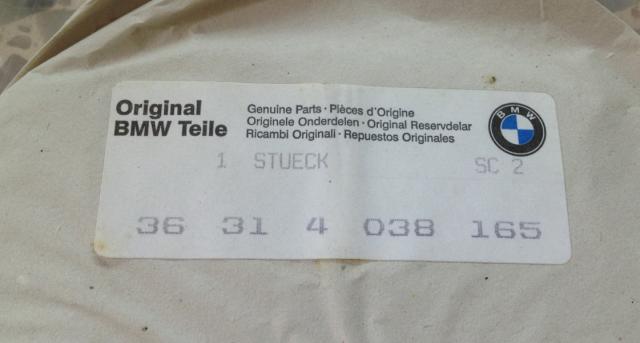 Original
BMW Teile
Genuine Parts · Pièces d'Origine
Originele Onderdelen · Original Reservdelar
Ricambi Originali · Repuestos Originales
BMW
1 STUECK SC 2
36 31 4 038 165